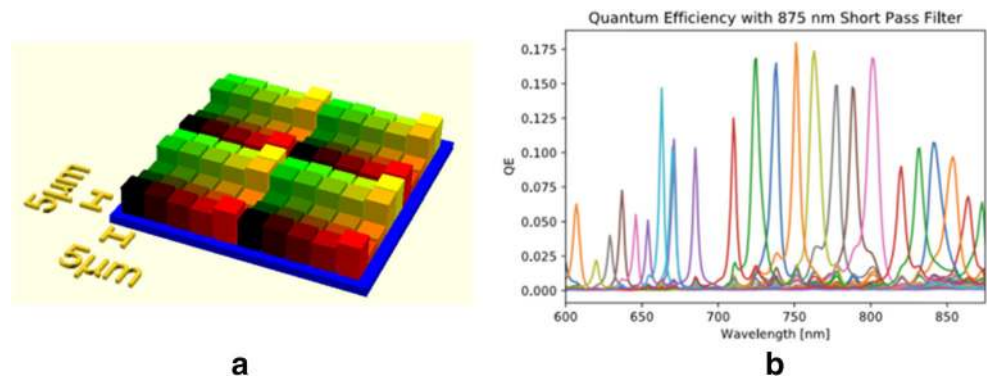 5µm
5µm
a
Quantum Efficiency with 875 nm Short Pass Filter
QE
0.175
0.150
0.125
0.100
0.075
0.050
0.025
0.000
600 650 700 750 800 850
Wavelength [nm]
b